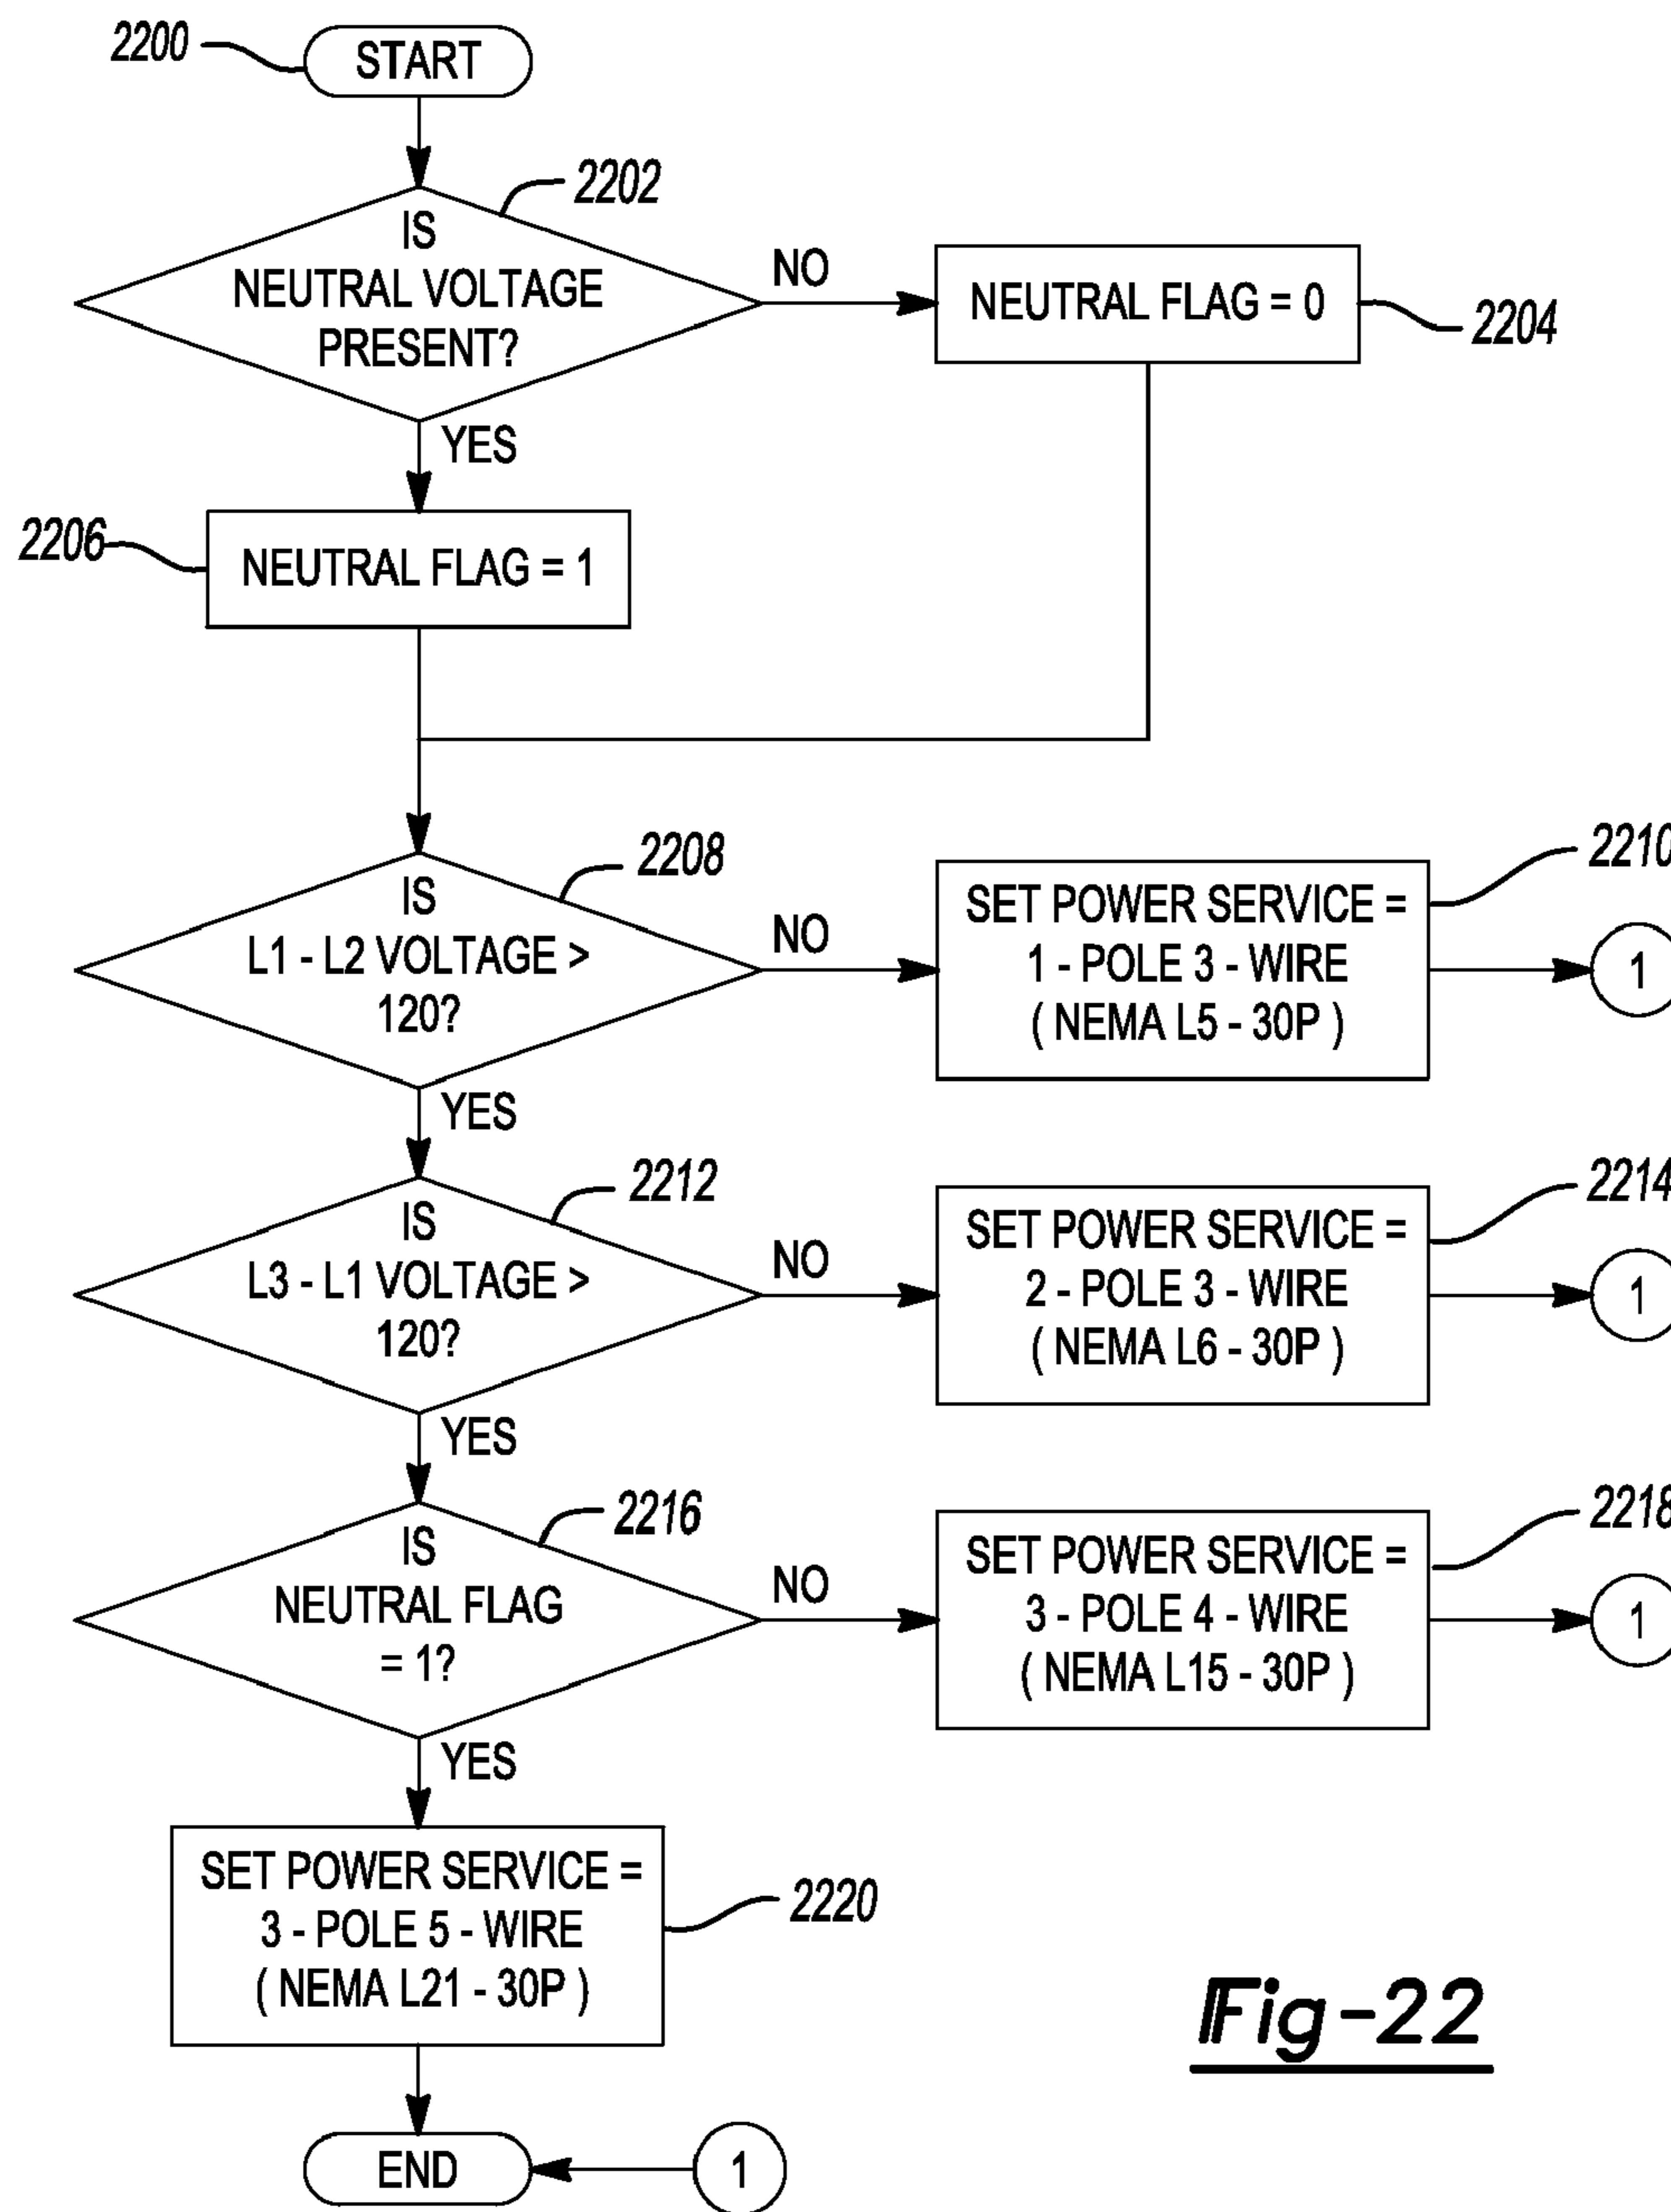 2200
START
2202
IS
NEUTRAL VOLTAGE
PRESENT?
NO
NEUTRAL FLAG = 0
2204
YES
2206
NEUTRAL FLAG = 1
2208
IS
L1 - L2 VOLTAGE >
120?
NO
2210
SET POWER SERVICE =
1 - POLE 3 - WIRE
( NEMA L5 - 30P )
1
YES
2212
IS
L3 - L1 VOLTAGE >
120?
NO
2214
SET POWER SERVICE =
2 - POLE 3 - WIRE
( NEMA L6 - 30P )
1
YES
2216
IS
NEUTRAL FLAG
= 1?
NO
2218
SET POWER SERVICE =
3 - POLE 4 - WIRE
( NEMA L15 - 30P )
1
YES
SET POWER SERVICE =
3 - POLE 5 - WIRE
( NEMA L21 - 30P )
2220
END
1
Fig-22